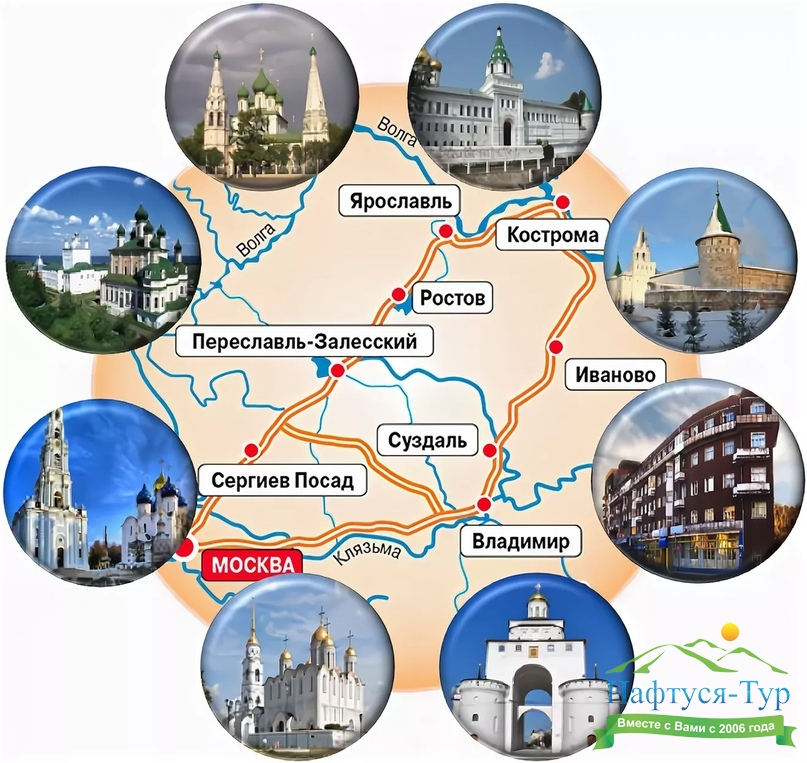 Волга
Ярославль
Кострома
Волга
Ростов
Переславль-Залесский
Иваново
Суздаль
Сергиев Посад
Владимир
Клязьма
МОСКВА
Нафтуся-Тур
Вместе с Вами с 2006 года